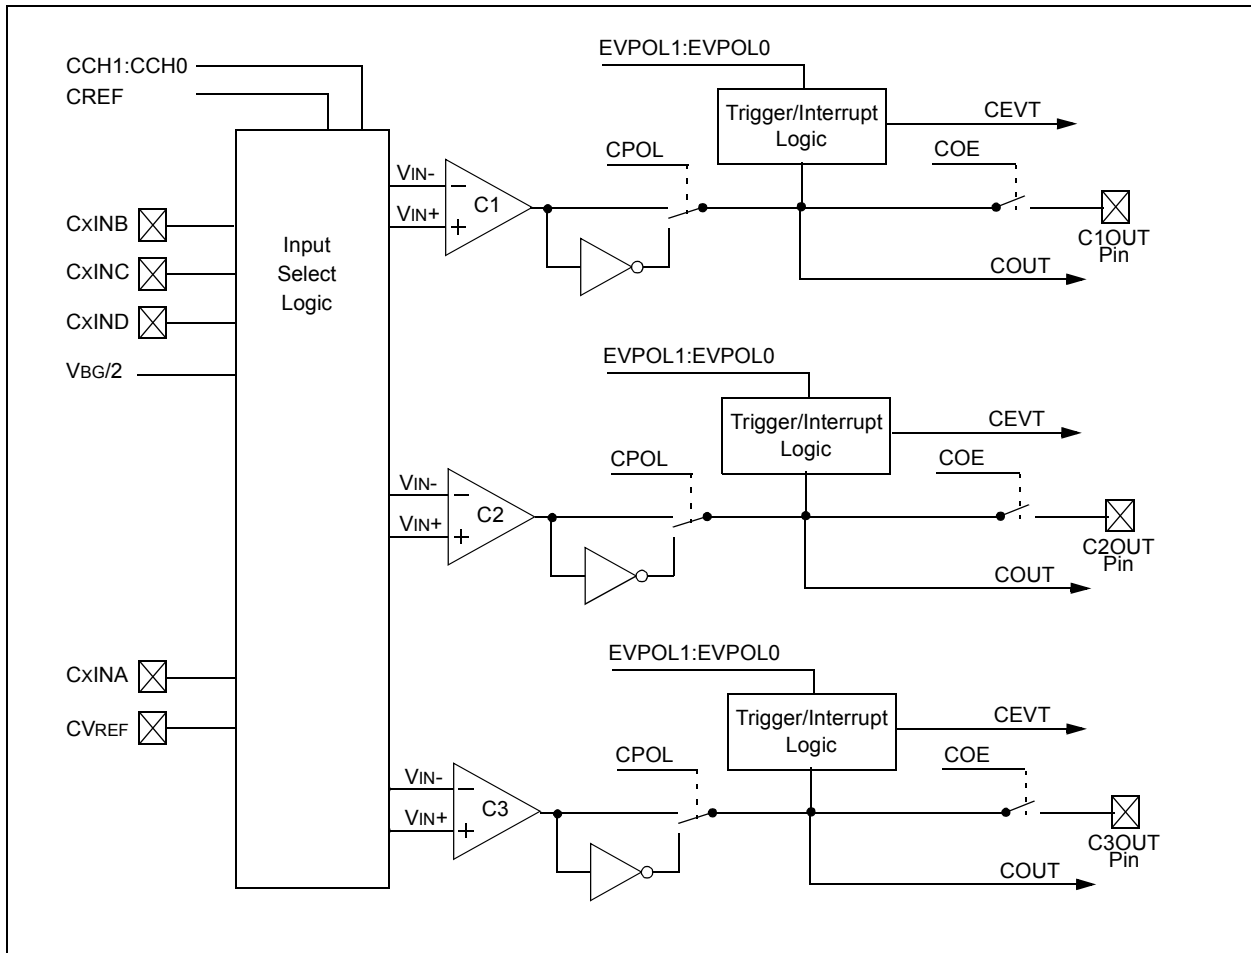 CCH1:CCH0
CREF
CXINB
CXINC
CXIND
VBG/2
CXINA
CVREF
Input
Select
Logic
EVPOL1:EVPOL0
Trigger/Interrupt
Logic
CEVT
CPOL
COE
VIN-
VIN+
C1
C1OUT
Pin
COUT
EVPOL1:EVPOL0
Trigger/Interrupt
Logic
CEVT
CPOL
COE
VIN-
VIN+
C2
C2OUT
Pin
COUT
EVPOL1:EVPOL0
Trigger/Interrupt
Logic
CEVT
CPOL
COE
VIN-
VIN+
C3
C3OUT
Pin
COUT